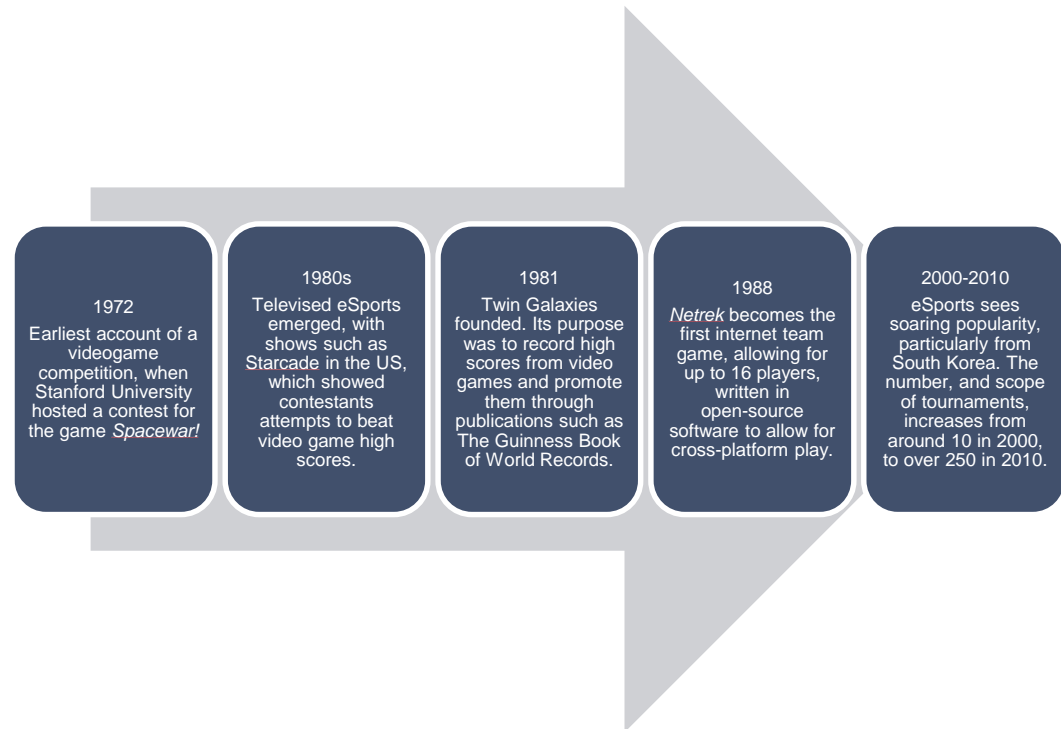 1972
Earliest account of a
videogame
competition, when
Stanford University
hosted a contest for
the game Spacewar!
1980s
Televised eSports
emerged, with
shows such as
Starcade in the US,
which showed
contestants
attempts to beat
video game high
scores.
1981
Twin Galaxies
founded. Its purpose
was to record high
scores from video
games and promote
them through
publications such as
The Guinness Book
of World Records.
1988
Netrek becomes the
first internet team
game, allowing for
up to 16 players,
written in
open-source
software to allow for
cross-platform play.
2000-2010
eSports sees
soaring popularity,
particularly from
South Korea. The
number, and scope
of tournaments,
increases from
around 10 in 2000,
to over 250 in 2010.